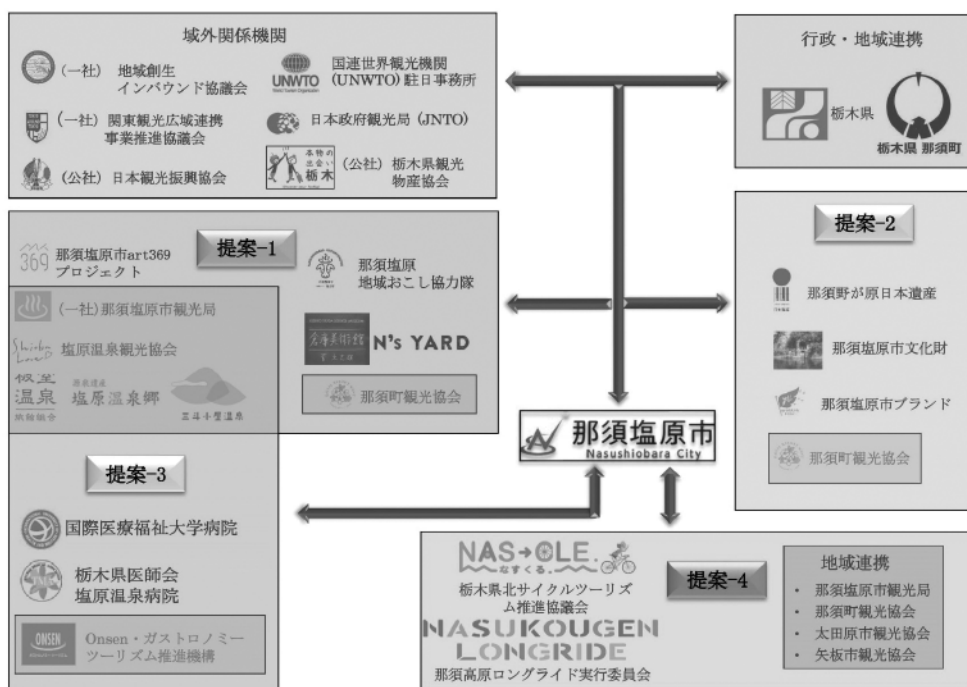 域外関係機関
(一社) 地域創生
インバウンド協議会
国連世界観光機関
UNWTO
(UNWTO) 駐日事務所
(一社) 関東観光広域連携
事業推進協議会
日本政府観光局 (JNTO)
(公社) 日本観光振興協会
本物の
出会い
栃木
(公社) 栃木県観光
物産協会
行政・地域連携
栃木県
栃木県 那須町
提案-1
369
那須塩原市art369
プロジェクト
那須塩原
地域おこし協力隊
(一社) 那須塩原市観光局
塩原温泉観光協会
板室
温泉
旅館組合
塩原温泉郷
三斗小屋温泉
倉庫美術館
N's YARD
那須町観光協会
提案-2
那須野が原日本遺産
那須塩原市文化財
那須塩原市ブランド
那須町観光協会
那須塩原市
Nasushiobara City
提案-3
国際医療福祉大学病院
栃木県医師会
塩原温泉病院
ONSEN
Onsen・ガストロノミー
ツーリズム推進機構
NAS→CLE.
なすくる。
栃木県北サイクルツーリズ
ム推進協議会
NASUKOUGEN
LONGRIDE
那須高原ロングライド実行委員会
提案-4
地域連携
• 那須塩原市観光局
• 那須町観光協会
• 太田原市観光協会
• 矢板市観光協会